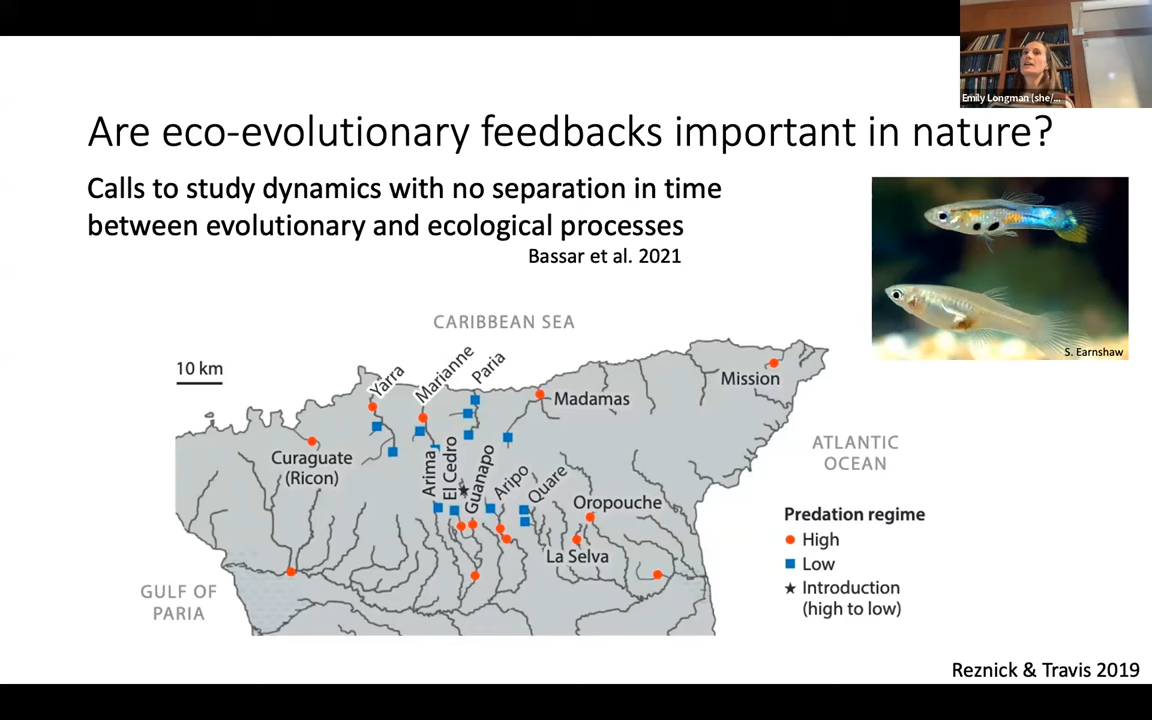 Emily Longman (she/...
Are eco-evolutionary feedbacks important in nature?
Calls to study dynamics with no separation in time
between evolutionary and ecological processes
Bassar et al. 2021
S. Earnshaw
CARIBBEAN SEA
10 km
Yarra
Marianne
Paria
Madamas
Mission
Curaguate
(Ricon)
Arima
El Cedro
Guanapo
Aripo
Quare
Oropouche
La Selva
ATLANTIC
OCEAN
GULF OF
PARIA
Predation regime
High
Low
Introduction
(high to low)
Reznick & Travis 2019